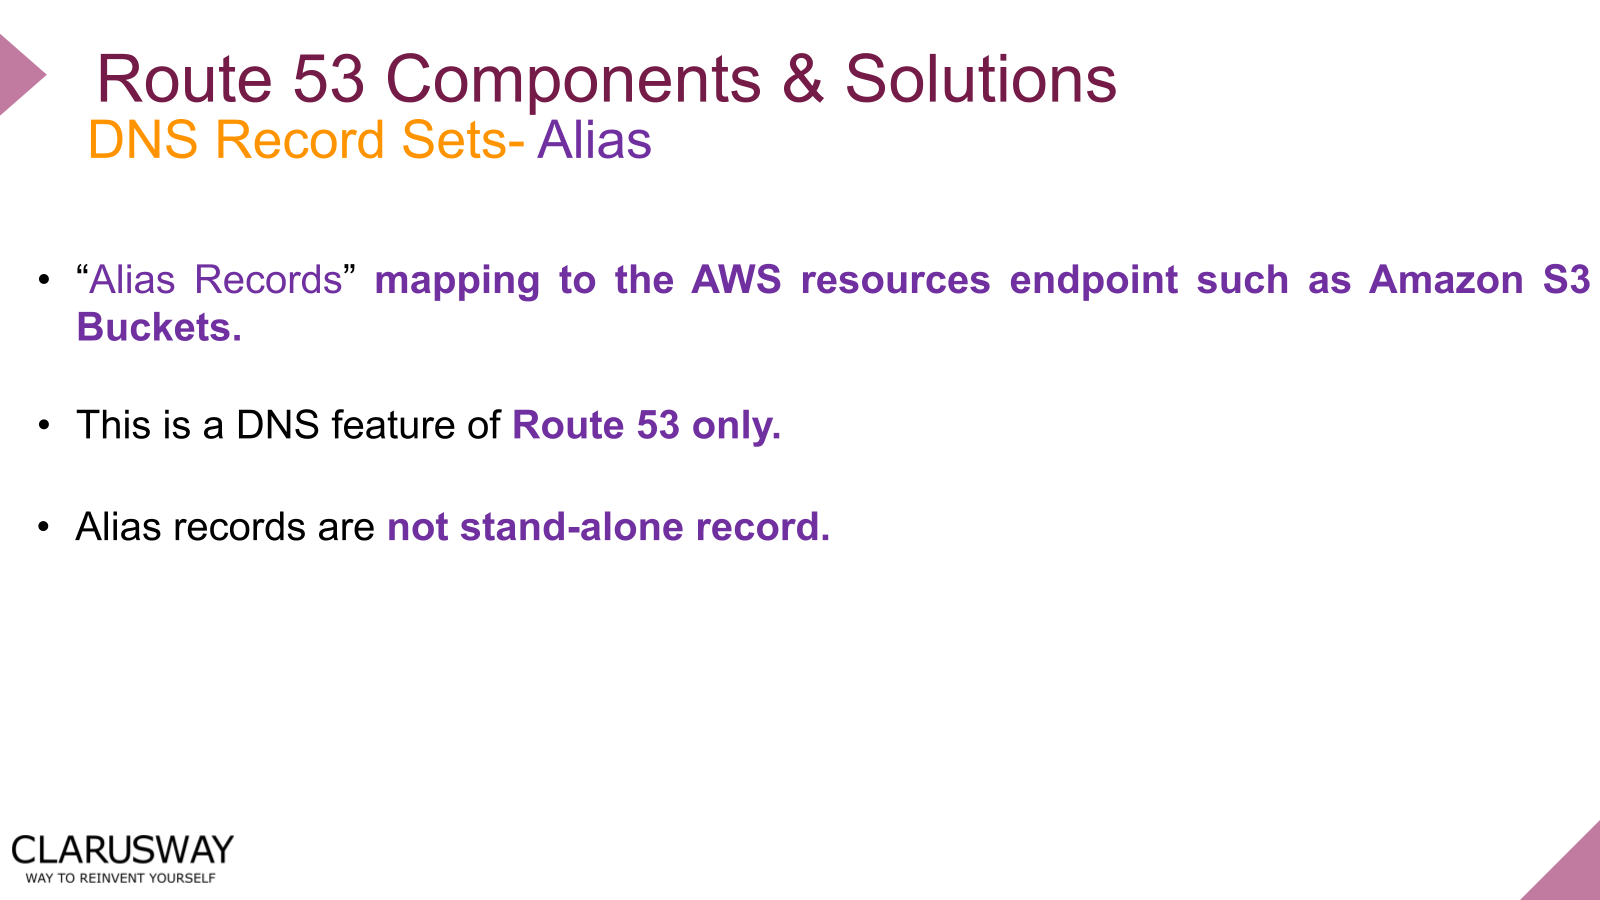 Route 53 Components & Solutions
DNS Record Sets- Alias
• “Alias Records” mapping to the AWS resources endpoint such as Amazon S3
Buckets.
• This is a DNS feature of Route 53 only.
• Alias records are not stand-alone record.
CLARUSWAY
WAY TO REINVENT YOURSELF